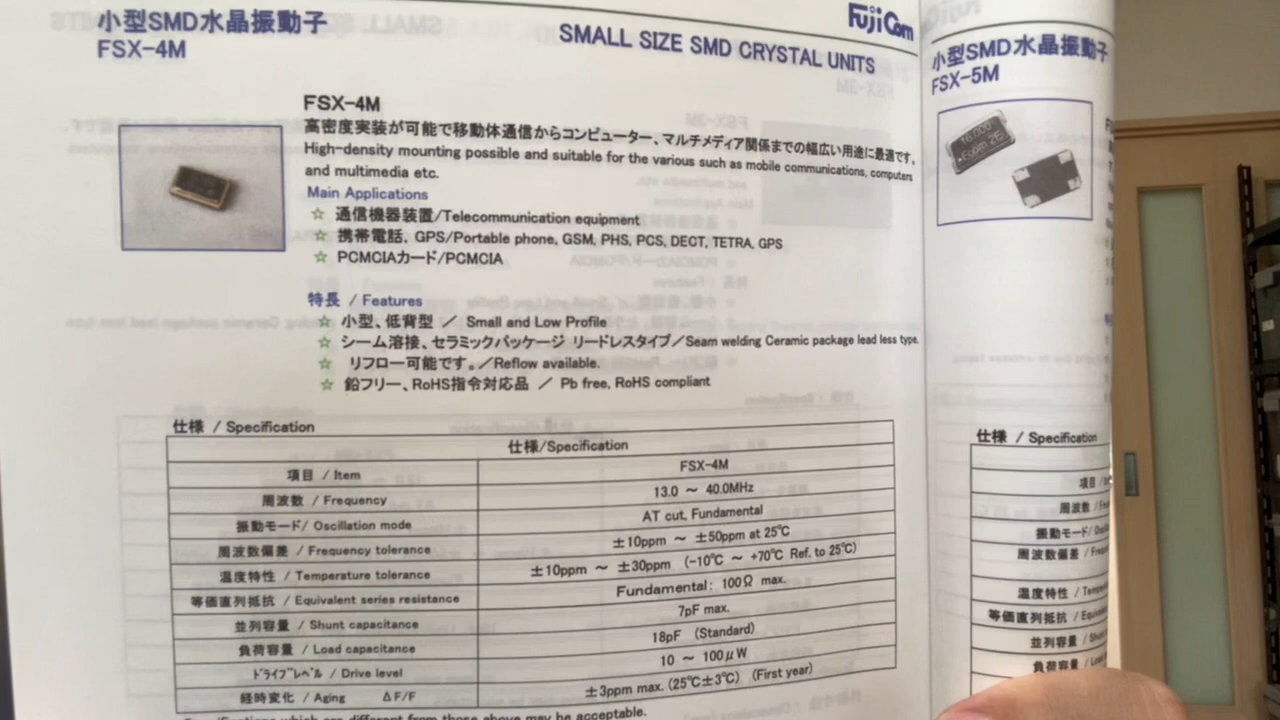 小型SMD水晶振動子
FSX-4M
SMALL SIZE SMD CRYSTAL UNITS
FujiCom
FSX-4M
高密度実装が可能で移動体通信からコンピューター、マルチメディア関係までの幅広い用途に最適です。
High-density mounting possible and suitable for the various such as mobile communications, computers
and multimedia etc.
Main Applications
☆ 通信機器装置/Telecommunication equipment
☆ 携帯電話, GPS/Portable phone, GSM, PHS, PCS, DECT, TETRA, GPS
☆ PCMCIAカード/PCMCIA
特長 / Features
☆ 小型、低背型 ／ Small and Low Profile
☆ シーム溶接、セラミックパッケージ リードレスタイプ／Seam welding Ceramic package lead less type.
☆ リフロー可能です。／Reflow available.
☆ 鉛フリー、RoHS指令対応品 ／ Pb free, RoHS compliant
仕様 / Specification
仕様/Specification
項目 / Item FSX-4M
周波数 / Frequency 13.0 ～ 40.0MHz
振動モード/ Oscillation mode AT cut, Fundamental
周波数偏差 / Frequency tolerance ±10ppm ～ ±50ppm at 25℃
温度特性 / Temperature tolerance ±10ppm ～ ±30ppm (-10℃ ～ +70℃ Ref. to 25℃)
等価直列抵抗 / Equivalent series resistance Fundamental: 100Ω max.
並列容量 / Shunt capacitance 7pF max.
負荷容量 / Load capacitance 18pF (Standard)
ﾄﾞﾗｲﾌﾞﾚﾍﾞﾙ / Drive level 10 ～ 100μW
経時変化 / Aging ΔF/F ±3ppm max. (25℃±3℃) (First year)
which are different from those above may be acceptable.
小型SMD水晶振動子
FSX-5M
仕様 / Specification
項目
周波数
振動モード
周波数偏差
温度特性
等価直列抵抗
並列容量
負荷容量